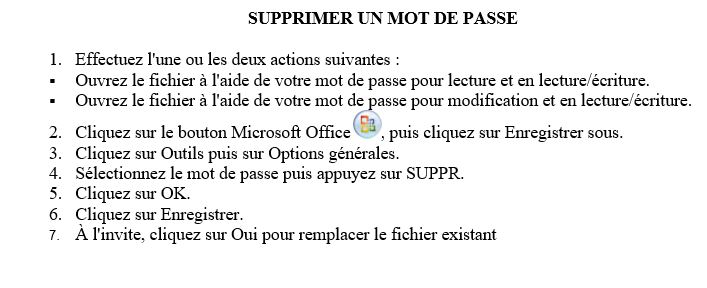 SUPPRIMER UN MOT DE PASSE
1. Effectuez l'une ou les deux actions suivantes :
▪ Ouvrez le fichier à l'aide de votre mot de passe pour lecture et en lecture/écriture.
▪ Ouvrez le fichier à l'aide de votre mot de passe pour modification et en lecture/écriture.
2. Cliquez sur le bouton Microsoft Office , puis cliquez sur Enregistrer sous.
3. Cliquez sur Outils puis sur Options générales.
4. Sélectionnez le mot de passe puis appuyez sur SUPPR.
5. Cliquez sur OK.
6. Cliquez sur Enregistrer.
7. À l'invite, cliquez sur Oui pour remplacer le fichier existant